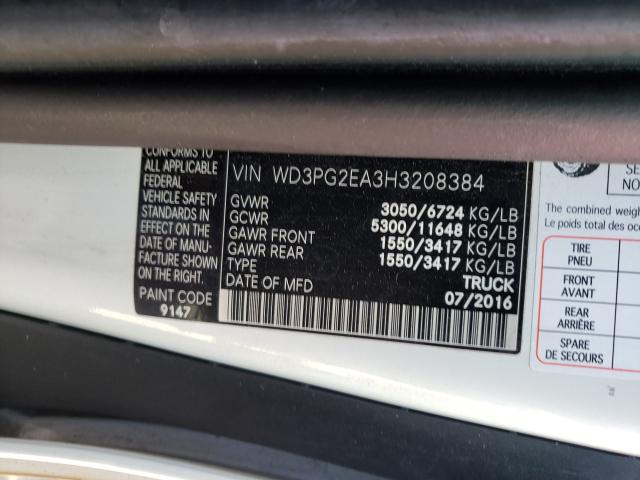 CONFORMS TO
ALL APPLICABLE
FEDERAL
VEHICLE SAFETY
STANDARDS IN
EFFECT ON THE
DATE OF MANU-
FACTURE SHOWN
ON THE RIGHT.
PAINT CODE
9147
VIN WD3PG2EA3H3208384
GVWR 3050/6724 KG/LB
GCWR 5300/11648 KG/LB
GAWR FRONT 1550/3417 KG/LB
GAWR REAR 1550/3417 KG/LB
TYPE TRUCK
DATE OF MFD 07/2016
SE
NO
The combined weig
Le poids total des oc
TIRE
PNEU
FRONT
AVANT
REAR
ARRIÈRE
SPARE
DE SECOURS